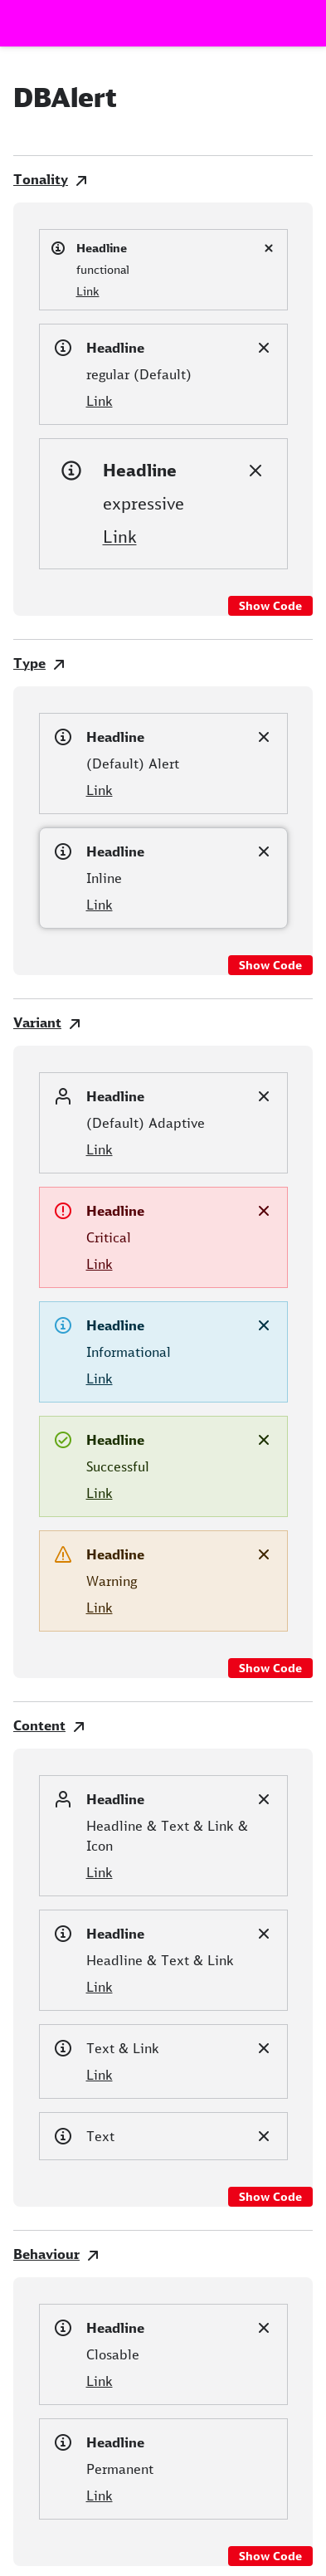 DBAlert
Tonality
Headline
functional
Link
Headline
regular (Default)
Link
Headline
expressive
Link
Show Code
Type
Headline
(Default) Alert
Link
Headline
Inline
Link
Show Code
Variant
Headline
(Default) Adaptive
Link
Headline
Critical
Link
Headline
Informational
Link
Headline
Successful
Link
Headline
Warning
Link
Show Code
Content
Headline
Headline & Text & Link &
Icon
Link
Headline
Headline & Text & Link
Link
Text & Link
Link
Text
Show Code
Behaviour
Headline
Closable
Link
Headline
Permanent
Link
Show Code